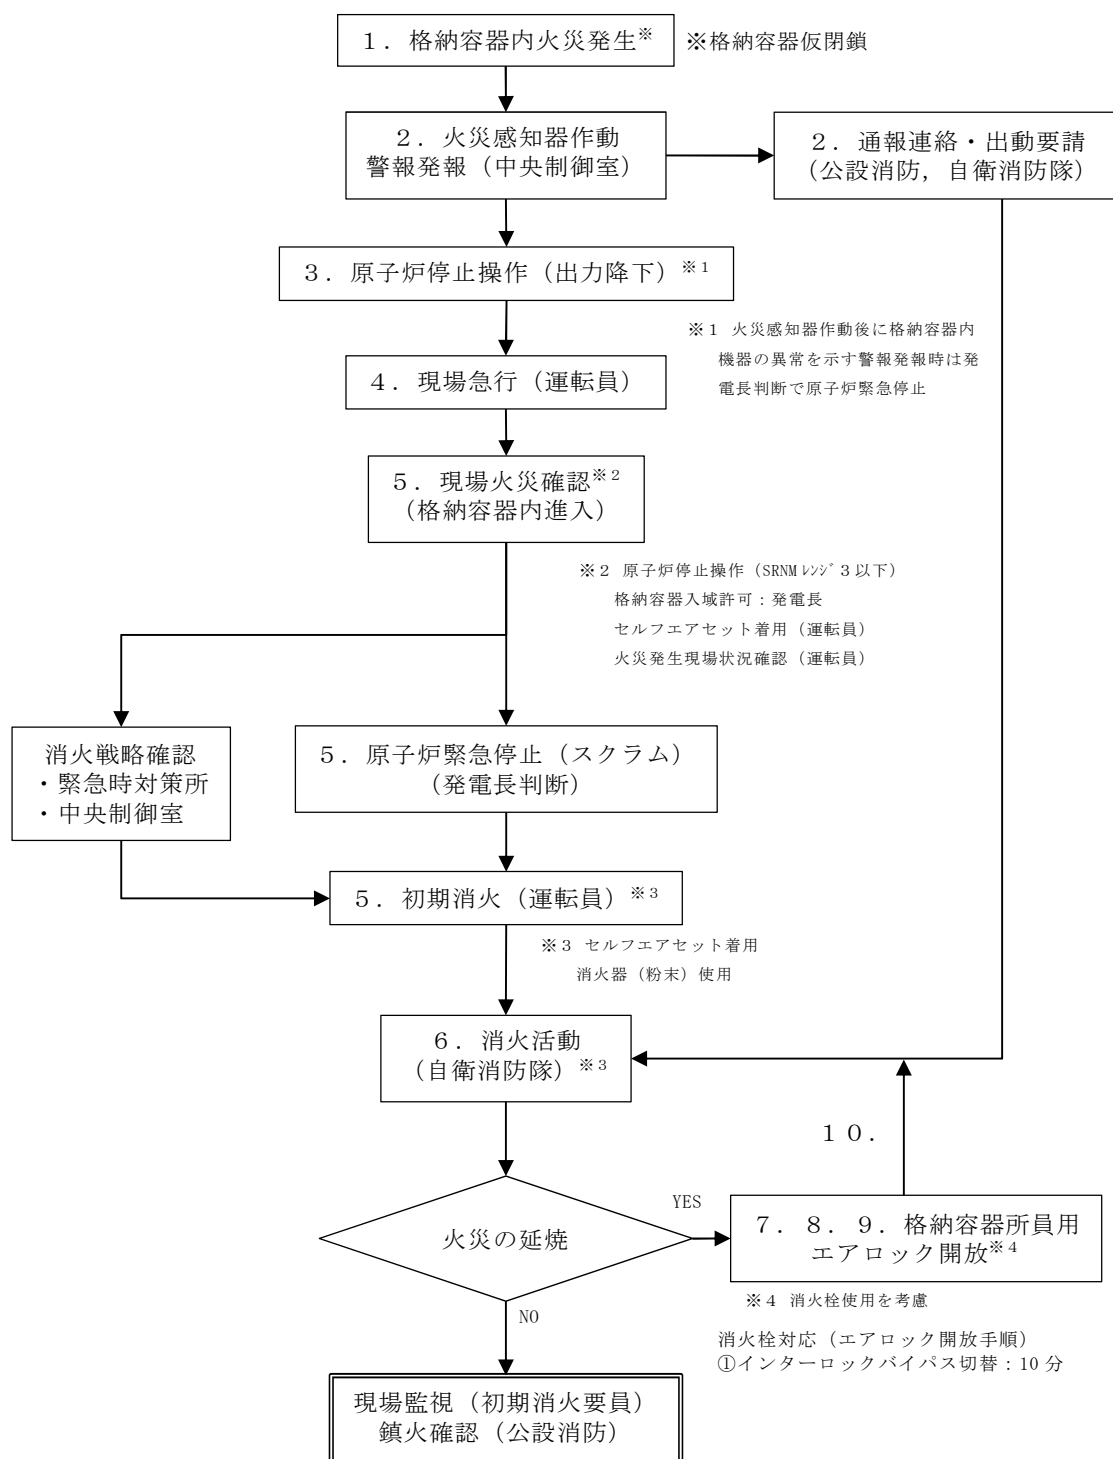 １．格納容器内火災発生※
※格納容器仮閉鎖
２．火災感知器作動
警報発報（中央制御室）
２．通報連絡・出動要請
（公設消防，自衛消防隊）
３．原子炉停止操作（出力降下）※１
※１ 火災感知器作動後に格納容器内
機器の異常を示す警報発報時は発
電長判断で原子炉緊急停止
４．現場急行（運転員）
５．現場火災確認※２
（格納容器内進入）
※２ 原子炉停止操作（SRNM ﾚﾝｼﾞ 3 以下）
格納容器入域許可：発電長
セルフエアセット着用（運転員）
火災発生現場状況確認（運転員）
消火戦略確認
・緊急時対策所
・中央制御室
５．原子炉緊急停止（スクラム）
（発電長判断）
５．初期消火（運転員）※３
※３ セルフエアセット着用
消火器（粉末）使用
６．消火活動
（自衛消防隊）※３
１０．
火災の延焼
YES
７．８．９．格納容器所員用
エアロック開放※４
※４ 消火栓使用を考慮
NO
消火栓対応（エアロック開放手順）
①インターロックバイパス切替：10 分
現場監視（初期消火要員）
鎮火確認（公設消防）